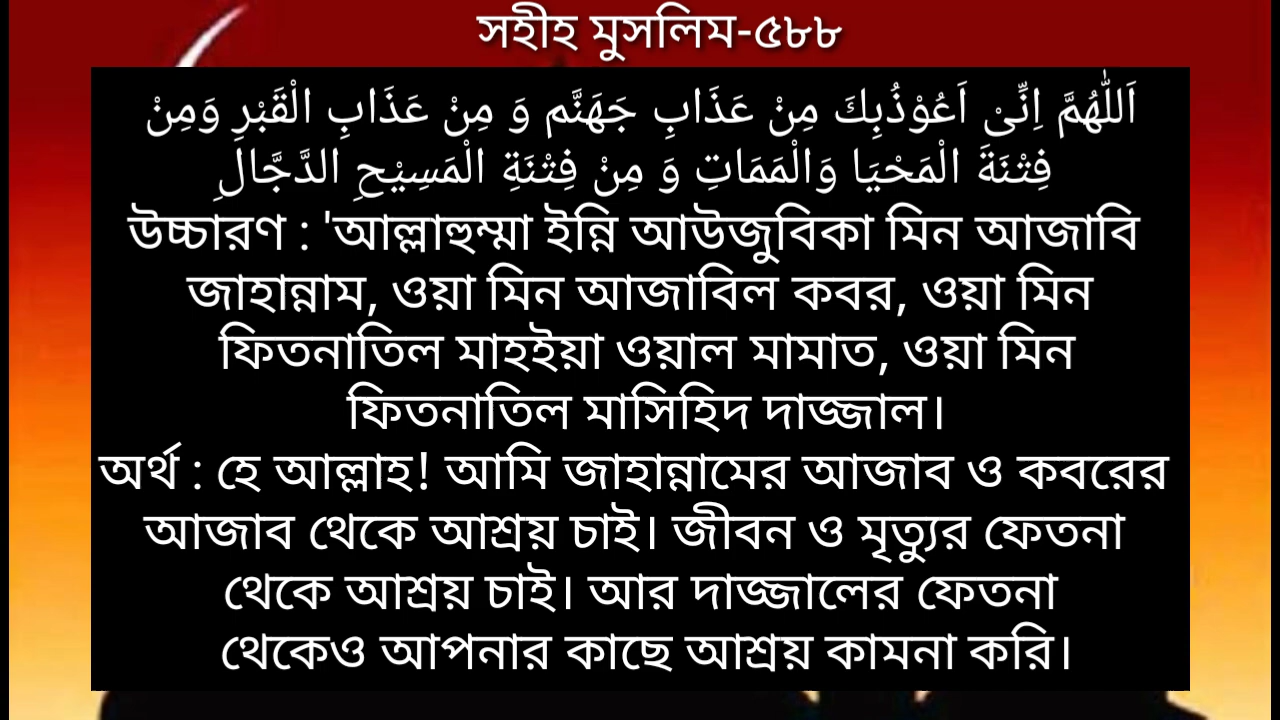 সহীহ মুসলিম-৫৮৮
اَللّٰهُمَّ اِنِّىْ اَعُوْذُبِكَ مِنْ عَذَابِ جَهَنَّم وَ مِنْ عَذَابِ الْقَبْرِ وَمِنْ
فِتْنَةَ الْمَحْيَا وَالْمَمَاتِ وَ مِنْ فِتْنَةِ الْمَسِيْحِ الدَّجَّالِ
উচ্চারণ : 'আল্লাহুম্মা ইন্নি আউজুবিকা মিন আজাবি
জাহান্নাম, ওয়া মিন আজাবিল কবর, ওয়া মিন
ফিতনাতিল মাহইয়া ওয়াল মামাত, ওয়া মিন
ফিতনাতিল মাসিহিদ দাজ্জাল।
অর্থ : হে আল্লাহ! আমি জাহান্নামের আজাব ও কবরের
আজাব থেকে আশ্রয় চাই। জীবন ও মৃত্যুর ফেতনা
থেকে আশ্রয় চাই। আর দাজ্জালের ফেতনা
থেকেও আপনার কাছে আশ্রয় কামনা করি।